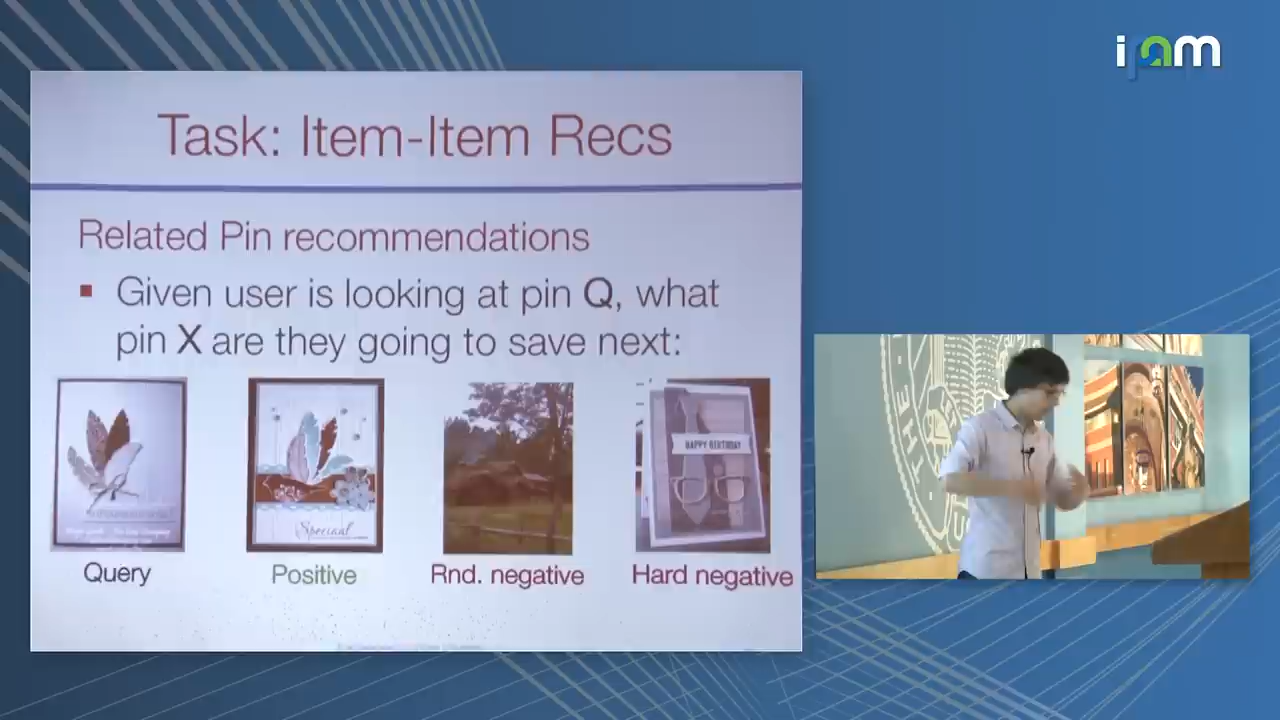 ipam
Task: Item-Item Recs
Related Pin recommendations
Given user is looking at pin Q, what
pin X are they going to save next:
HAPPY BIRTHDAY
Special
Query
Positive
Rnd. negative
Hard negative
THE